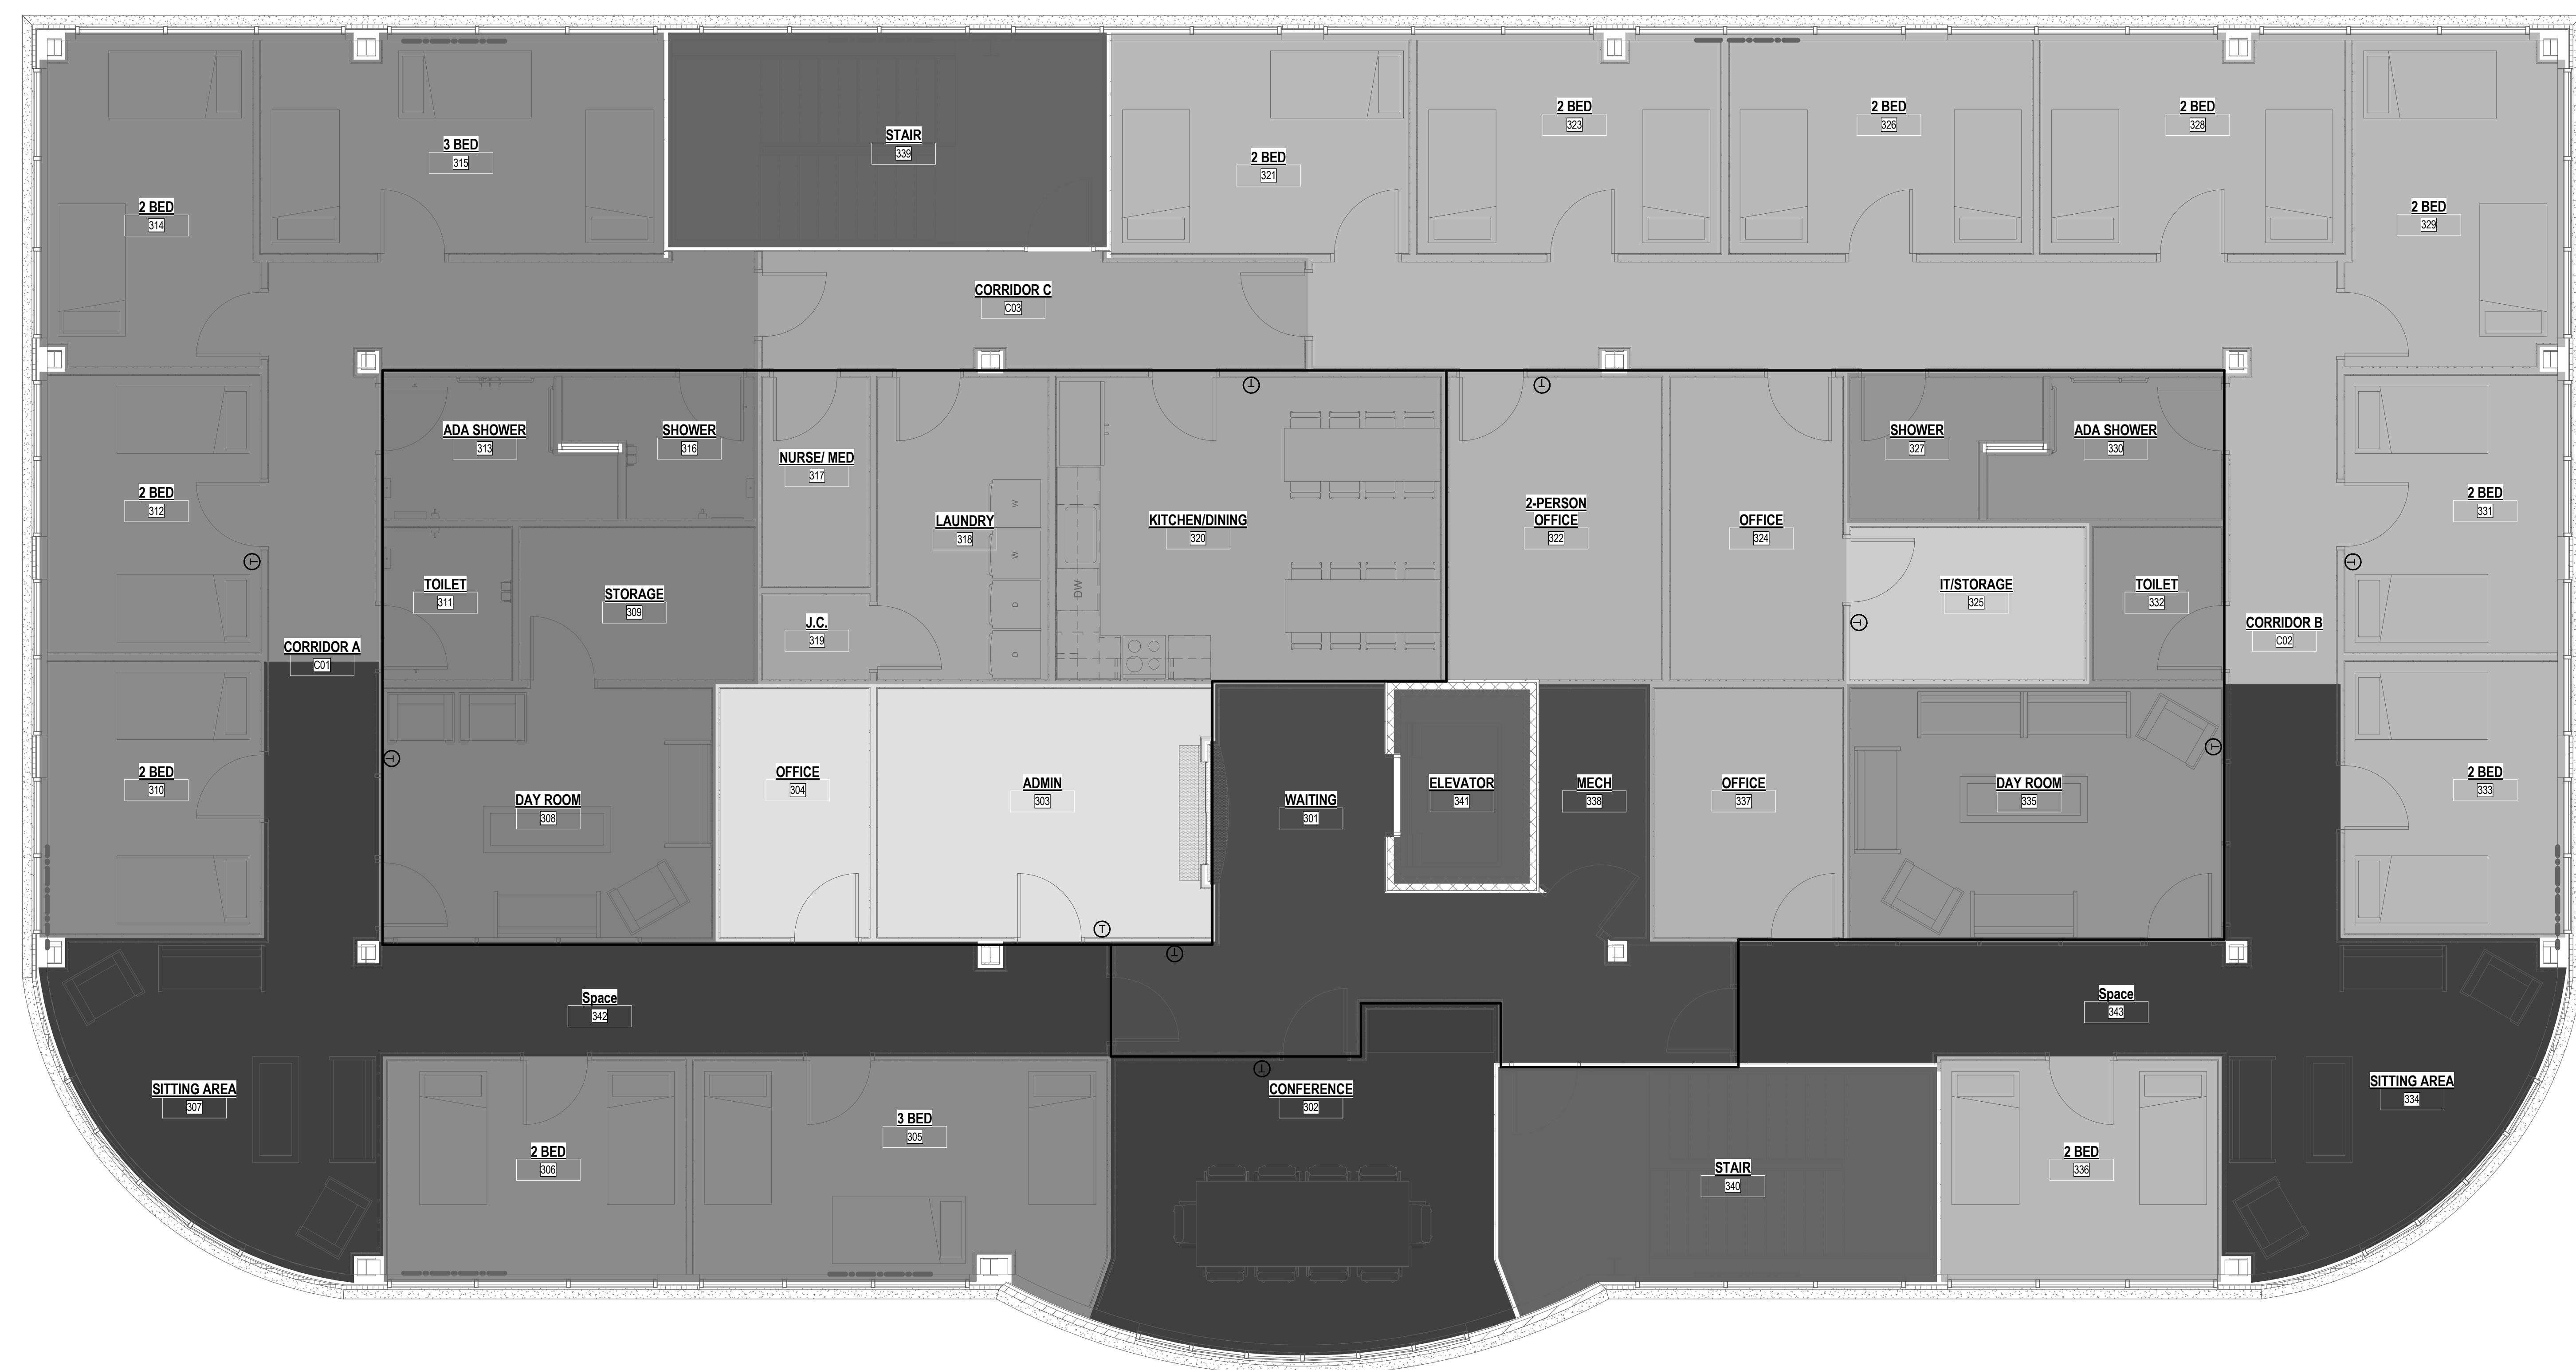 2 BED
323
2 BED
326
2 BED
328
STAIR
339
3 BED
315
2 BED
321
2 BED
314
2 BED
329
CORRIDOR C
C03
ADA SHOWER
313
SHOWER
316
SHOWER
327
ADA SHOWER
330
NURSE/ MED
317
2 BED
312
2 BED
331
2-PERSON
OFFICE
322
LAUNDRY
318
KITCHEN/DINING
320
OFFICE
324
W
W
D
D
DW
TOILET
311
STORAGE
309
IT/STORAGE
325
TOILET
332
J.C.
319
CORRIDOR A
C01
CORRIDOR B
C02
2 BED
310
OFFICE
304
ADMIN
303
WAITING
301
ELEVATOR
341
MECH
338
OFFICE
337
DAY ROOM
335
2 BED
333
DAY ROOM
308
T
T
T
T
T
T
T
T
T
T
Space
342
Space
343
SITTING AREA
307
CONFERENCE
302
SITTING AREA
334
3 BED
305
2 BED
306
2 BED
336
STAIR
340